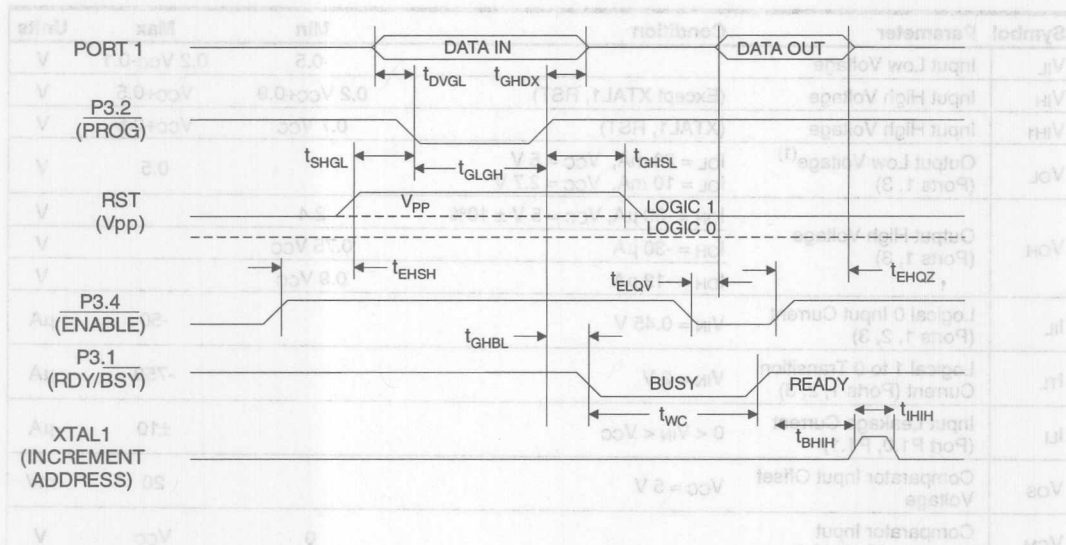 PORT 1
DATA IN
DATA OUT
tDVGL
tGHDX
P3.2
(PROG)
tSHGL
tGLGH
tGHSL
RST
(Vpp)
VPP
LOGIC 1
LOGIC 0
tEHSH
tELQV
tEHQZ
P3.4
(ENABLE)
tGHBL
P3.1
(RDY/BSY)
BUSY
READY
tWC
tIHIH
tBHIH
XTAL1
(INCREMENT
ADDRESS)